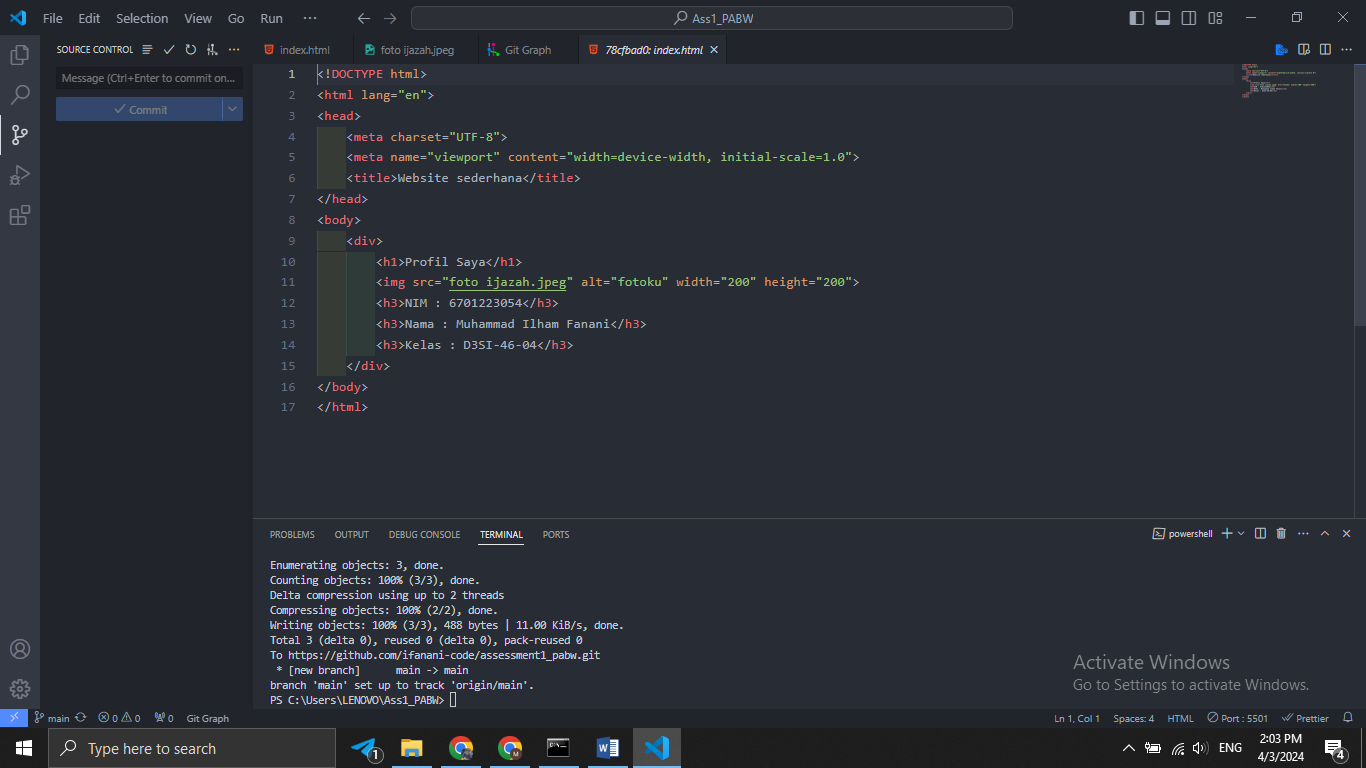 File Edit Selection View Go Run ··· Ass1_PABW
SOURCE CONTROL
index.html foto ijazah.jpeg Git Graph 78cfbad0: index.html
Message (Ctrl+Enter to commit on...
Commit
1 <!DOCTYPE html>
2 <html lang="en">
3 <head>
4 <meta charset="UTF-8">
5 <meta name="viewport" content="width=device-width, initial-scale=1.0">
6 <title>Website sederhana</title>
7 </head>
8 <body>
9 <div>
10 <h1>Profil Saya</h1>
11 <img src="foto ijazah.jpeg" alt="fotoku" width="200" height="200">
12 <h3>NIM : 6701223054</h3>
13 <h3>Nama : Muhammad Ilham Fanani</h3>
14 <h3>Kelas : D3SI-46-04</h3>
15 </div>
16 </body>
17 </html>
PROBLEMS OUTPUT DEBUG CONSOLE TERMINAL PORTS powershell
Enumerating objects: 3, done.
Counting objects: 100% (3/3), done.
Delta compression using up to 2 threads
Compressing objects: 100% (2/2), done.
Writing objects: 100% (3/3), 488 bytes | 11.00 KiB/s, done.
Total 3 (delta 0), reused 0 (delta 0), pack-reused 0
To https://github.com/ifanani-code/assessment1_pabw.git
* [new branch] main -> main
branch 'main' set up to track 'origin/main'.
PS C:\Users\LENOVO\Ass1_PABW>
Activate Windows
Go to Settings to activate Windows.
main 0 0 0 Git Graph Ln 1, Col 1 Spaces: 4 HTML Port : 5501 Prettier
Type here to search 1 ENG 2:03 PM
4/3/2024 4